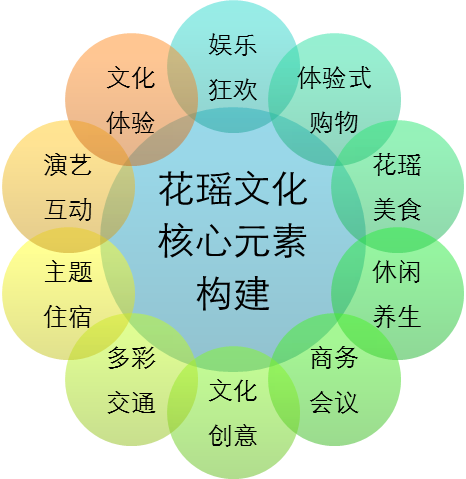 娱乐
狂欢
体验式
购物
花瑶
美食
休闲
养生
商务
会议
文化
创意
多彩
交通
主题
住宿
演艺
互动
文化
体验
花瑶文化
核心元素
构建